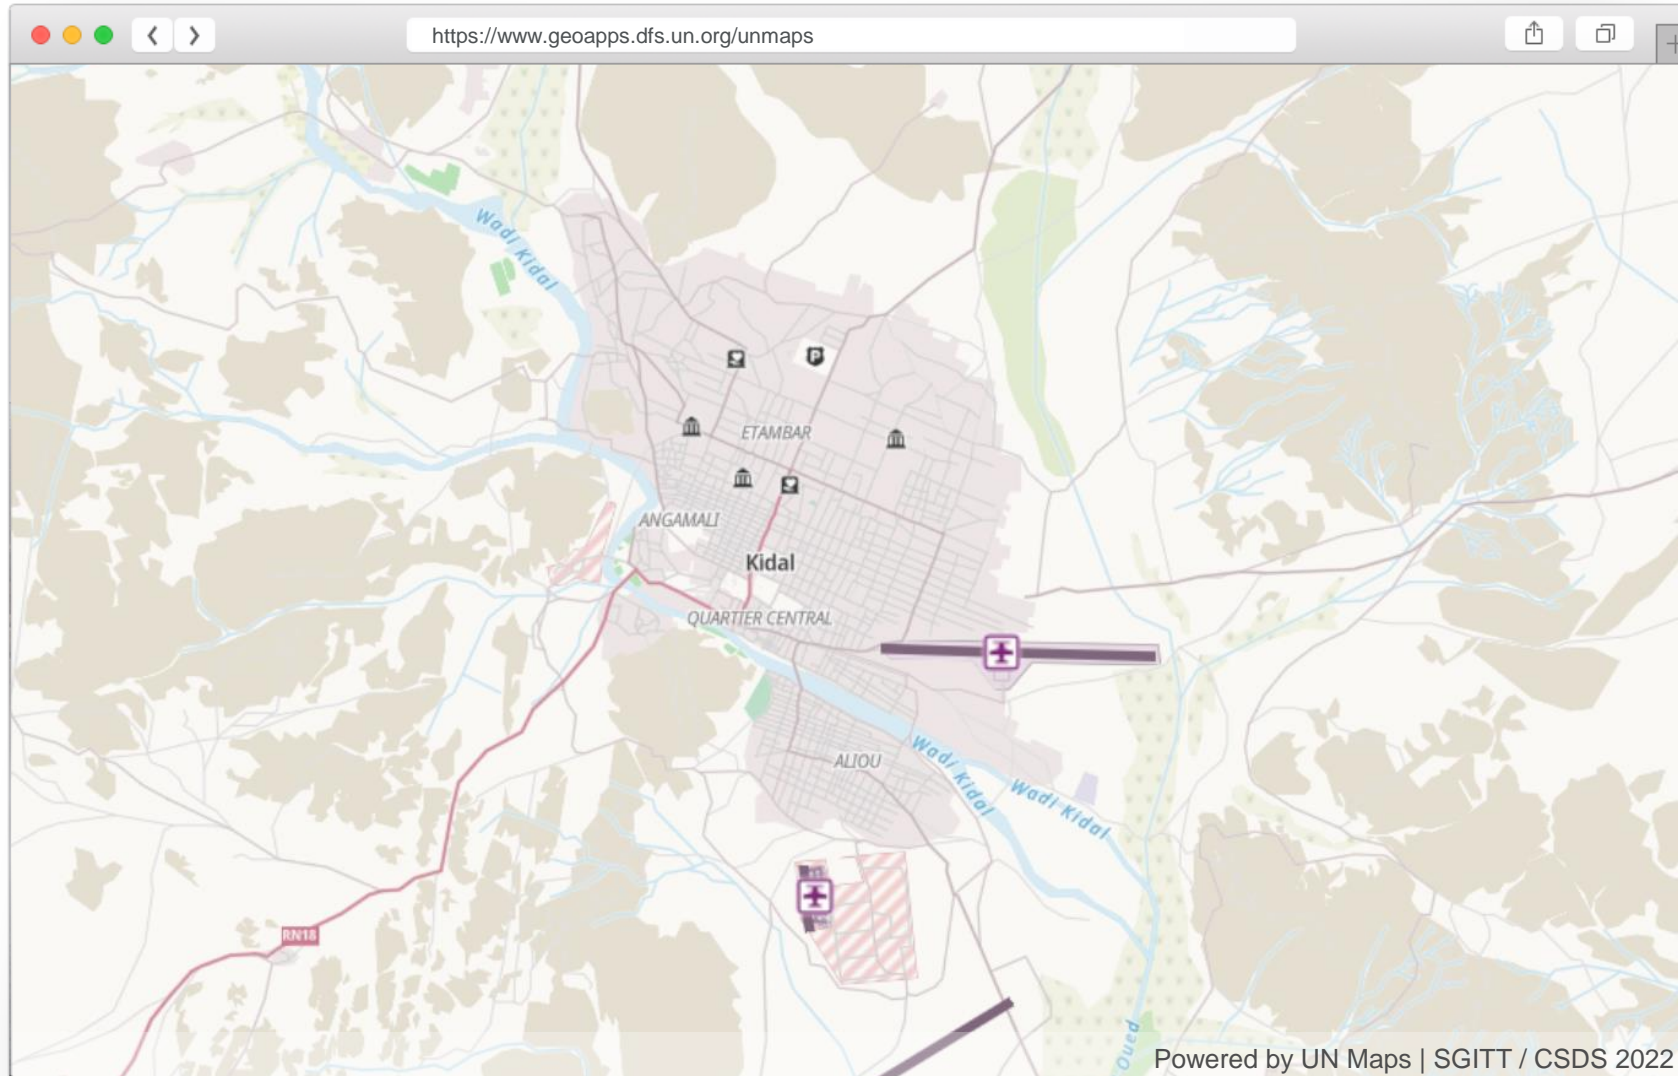 https://www.geoapps.dfs.un.org/unmaps
Wadi Kidal
P
ETAMBAR
ANGAMALI
Kidal
QUARTIER CENTRAL
ALIOU
Wadi Kidal
Wadi Kidal
RN18
Oued
Powered by UN Maps | SGITT / CSDS 2022